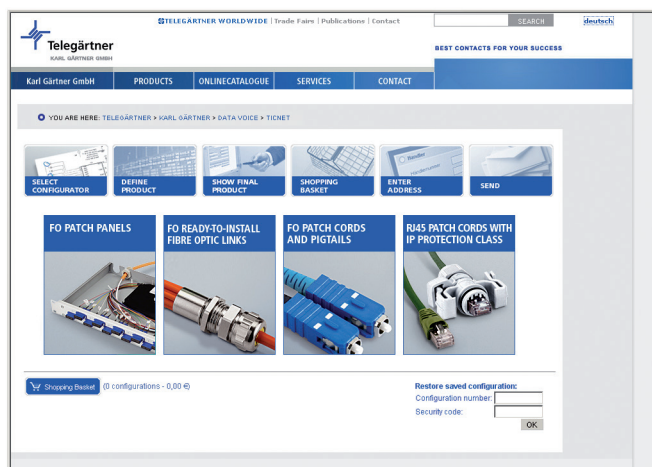 TELEGÄRTNER WORLDWIDE | Trade Fairs | Publications | Contact
SEARCH
deutsch
Telegärtner
KARL GÄRTNER GMBH
BEST CONTACTS FOR YOUR SUCCESS
Karl Gärtner GmbH PRODUCTS ONLINECATALOGUE SERVICES CONTACT
YOU ARE HERE: TELEGÄRTNER > KARL GÄRTNER > DATA VOICE > TICNET
SELECT
CONFIGURATOR
DEFINE
PRODUCT
SHOW FINAL
PRODUCT
SHOPPING
BASKET
ENTER
ADDRESS
SEND
FO PATCH PANELS
FO READY-TO-INSTALL
FIBRE OPTIC LINKS
FO PATCH CORDS
AND PIGTAILS
RJ45 PATCH CORDS WITH
IP PROTECTION CLASS
Shopping Basket (0 configurations - 0,00 €)
Restore saved configuration:
Configuration number:
Security code:
OK